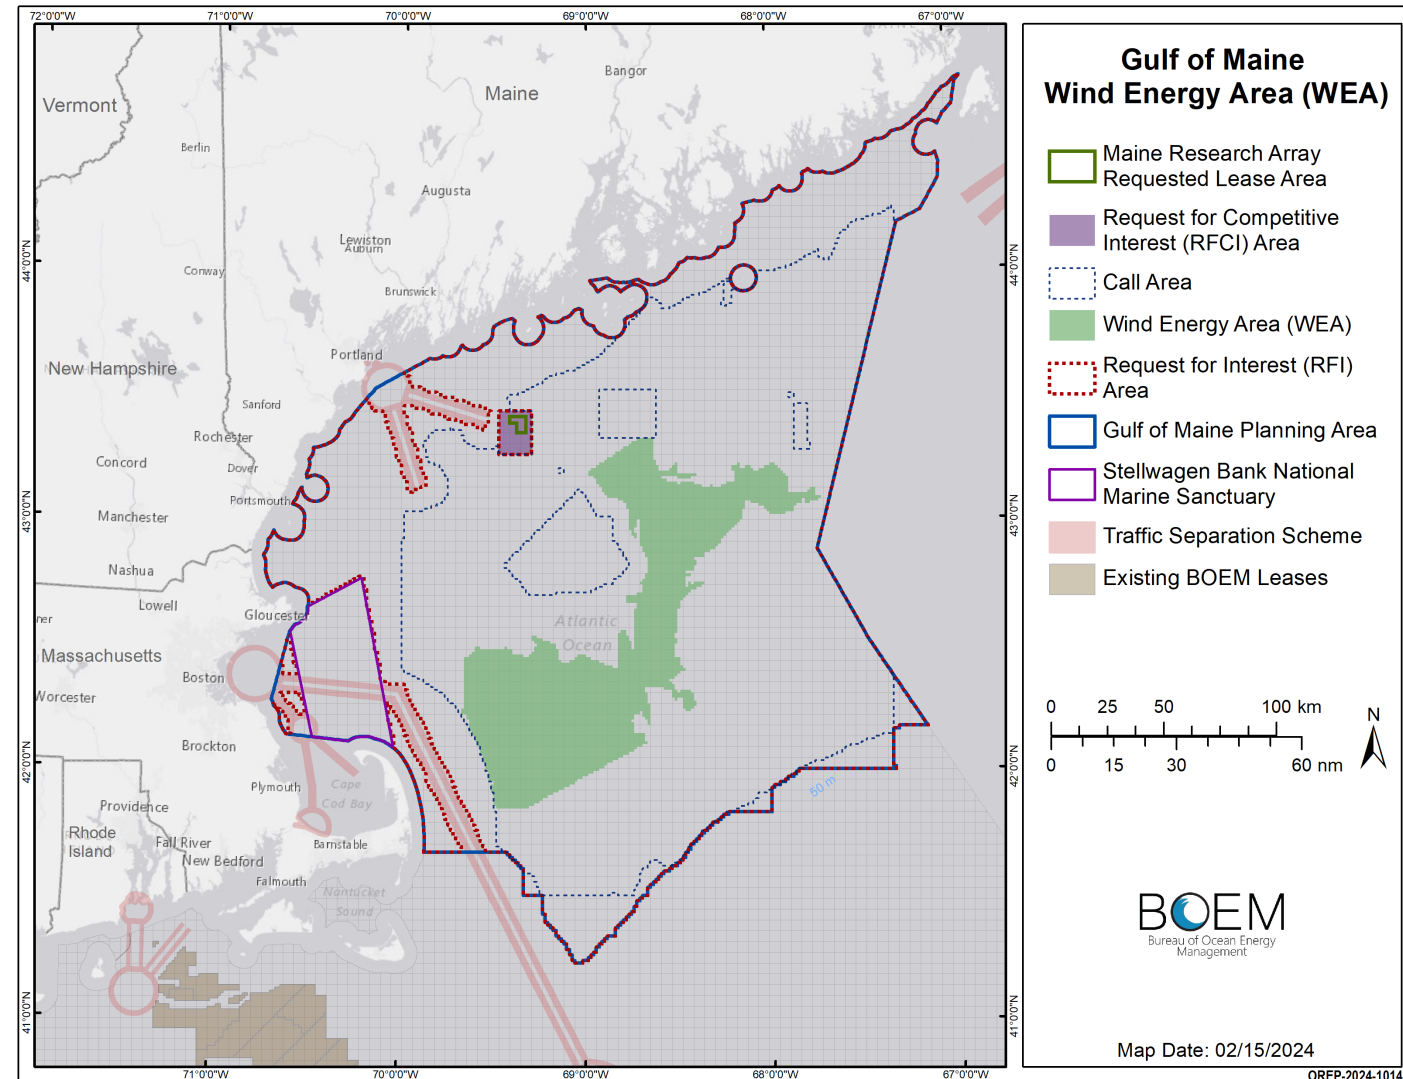 72°0'0"W
71°0'0"W
70°0'0"W
69°0'0"W
68°0'0"W
67°0'0"W
Gulf of Maine
Wind Energy Area (WEA)
Maine Research Array
Requested Lease Area
Request for Competitive
Interest (RFCI) Area
Call Area
Wind Energy Area (WEA)
Request for Interest (RFI)
Area
Gulf of Maine Planning Area
Stellwagen Bank National
Marine Sanctuary
Traffic Separation Scheme
Existing BOEM Leases
0 25 50 100 km
0 15 30 60 nm
N
BOEM
Bureau of Ocean Energy
Management
Map Date: 02/15/2024
OREP-2024-1014
Bangor
Maine
Vermont
Berlin
Augusta
Lewiston
Auburn
Conway
Brunswick
Portland
New Hampshire
Sanford
Rochester
Concord
Dover
Portsmouth
Manchester
Nashua
Lowell
Gloucester
ner
Massachusetts
Boston
Worcester
Brockton
Plymouth
Cape
Cod Bay
Providence
Rhode
Island
Fall River
New Bedford
Barnstable
Falmouth
Nantucket
Sound
Atlantic
Ocean
50 m
44°0'0"N
43°0'0"N
42°0'0"N
41°0'0"N
44°0'0"N
43°0'0"N
42°0'0"N
41°0'0"N
71°0'0"W
70°0'0"W
69°0'0"W
68°0'0"W
67°0'0"W